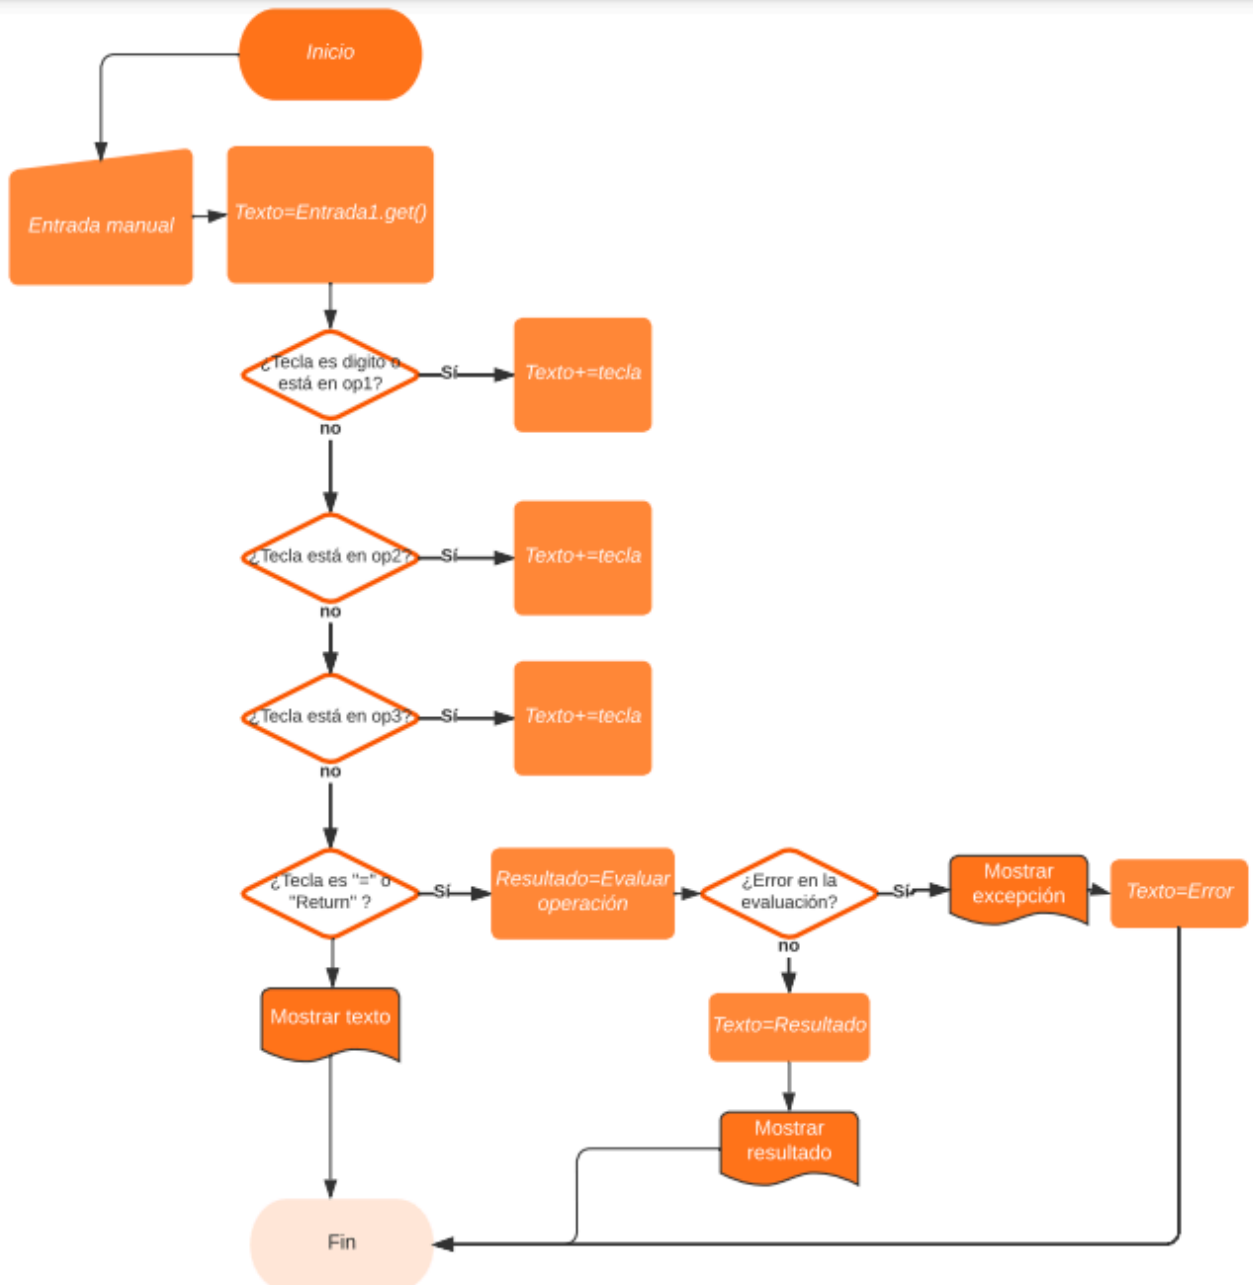 Inicio
Entrada manual
Texto=Entrada1.get()
¿Tecla es digito o
está en op1?
Sí
Texto+=tecla
no
¿Tecla está en op2?
Sí
Texto+=tecla
no
¿Tecla está en op3?
Sí
Texto+=tecla
no
¿Tecla es "=" o
"Return" ?
Sí
Resultado=Evaluar
operación
¿Error en la
evaluación?
Sí
Mostrar
excepción
Texto=Error
no
Mostrar texto
Texto=Resultado
Mostrar
resultado
Fin